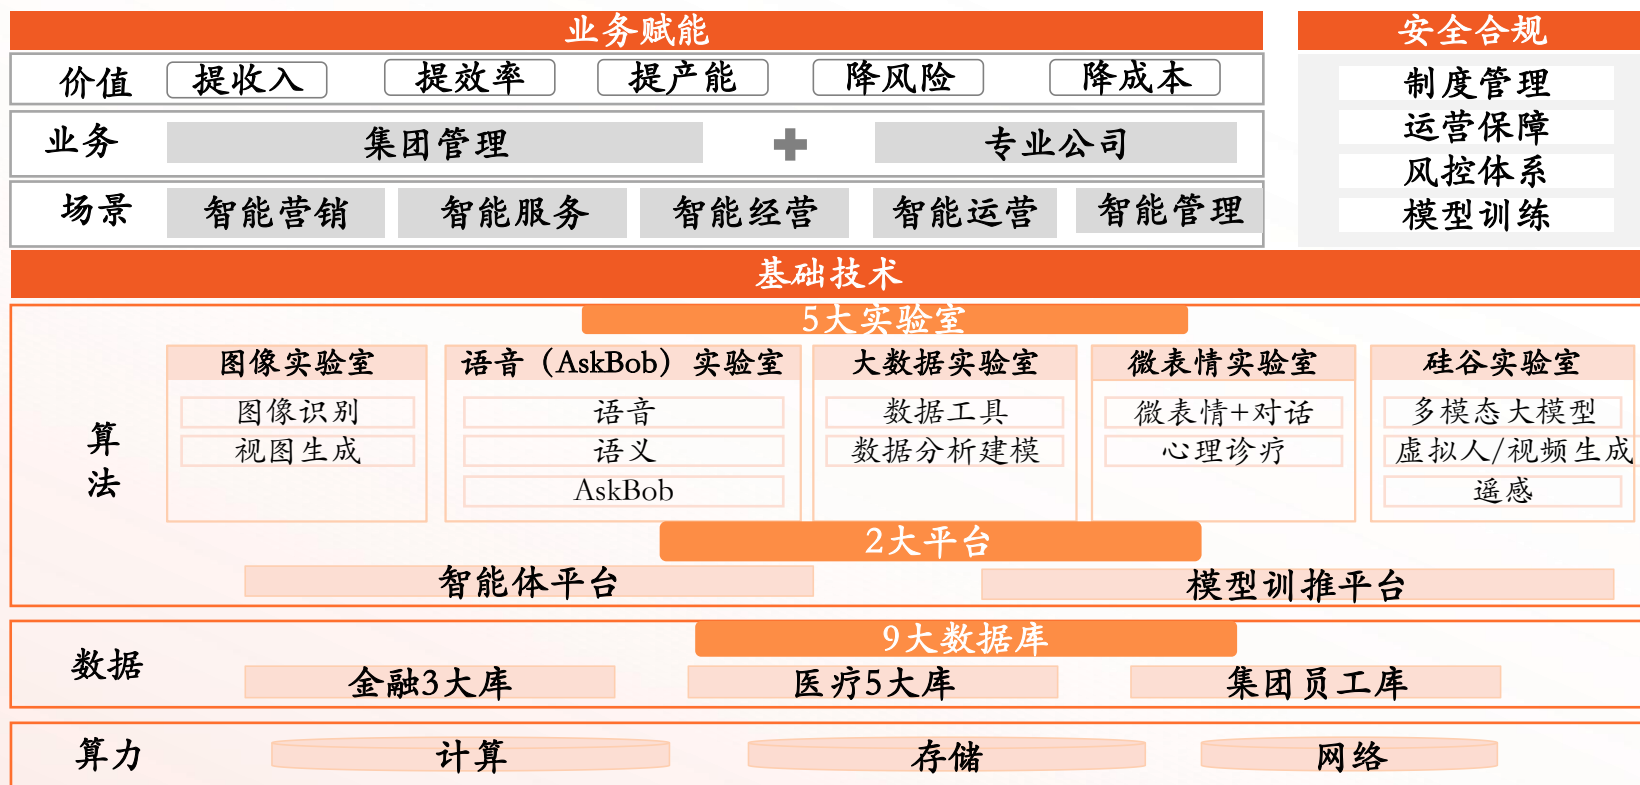 业务赋能
安全合规
价值 提收入 提效率 提产能 降风险 降成本
业务 集团管理 专业公司
场景 智能营销 智能服务 智能经营 智能运营 智能管理
制度管理
运营保障
风控体系
模型训练
基础技术
算法
5大实验室
图像实验室 语音（AskBob）实验室 大数据实验室 微表情实验室 硅谷实验室
图像识别 语音 数据工具 微表情+对话 多模态大模型
视图生成 语义 数据分析建模 心理诊疗 虚拟人/视频生成
AskBob 遥感
2大平台
智能体平台 模型训推平台
数据
9大数据库
金融3大库 医疗5大库 集团员工库
算力 计算 存储 网络